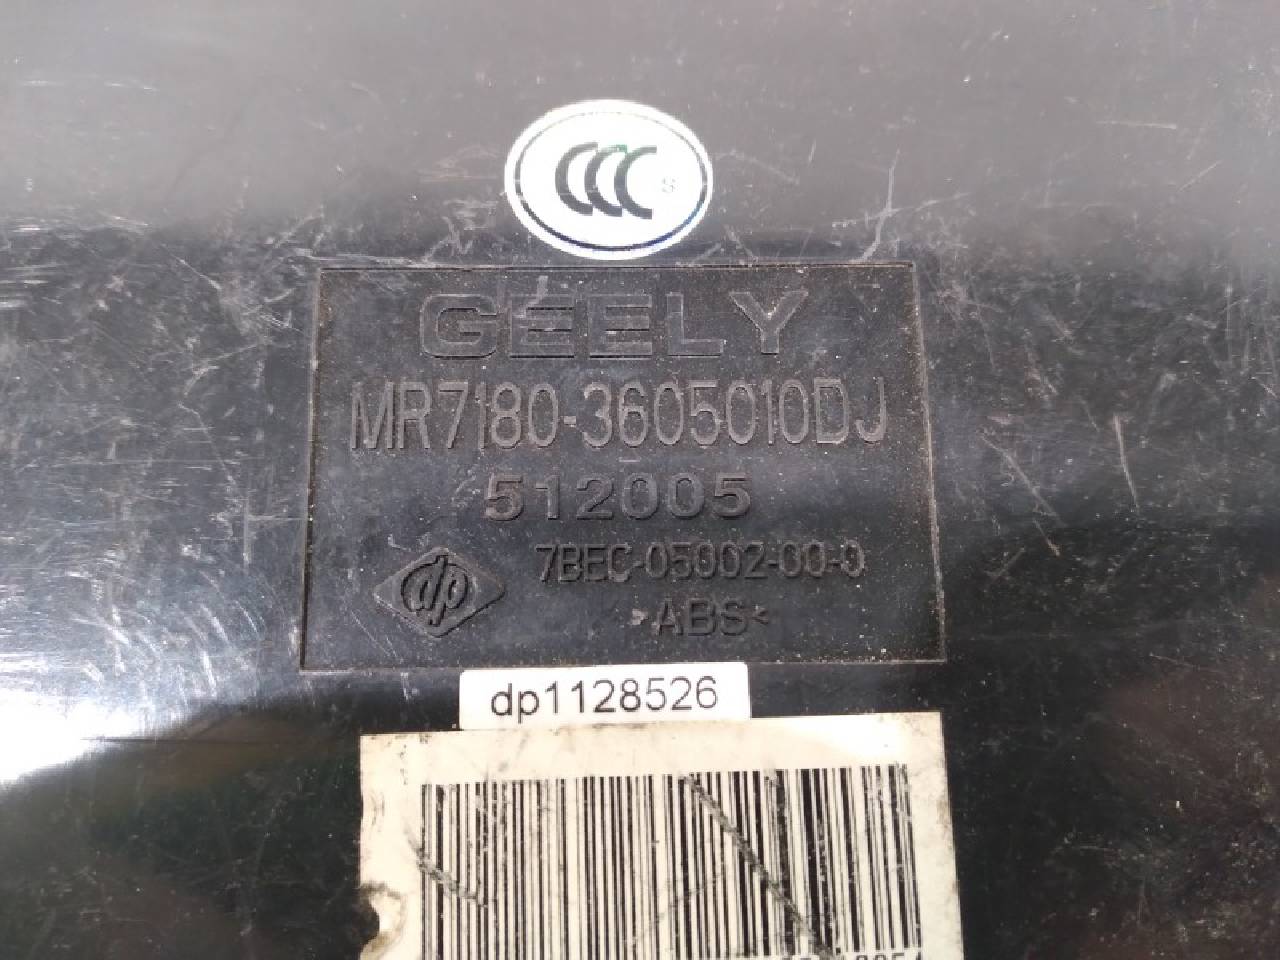 CCC S
GEELY
MR7180-3605010DJ
512005
dp
7BEC-05002-00-0
>ABS<
dp1128526